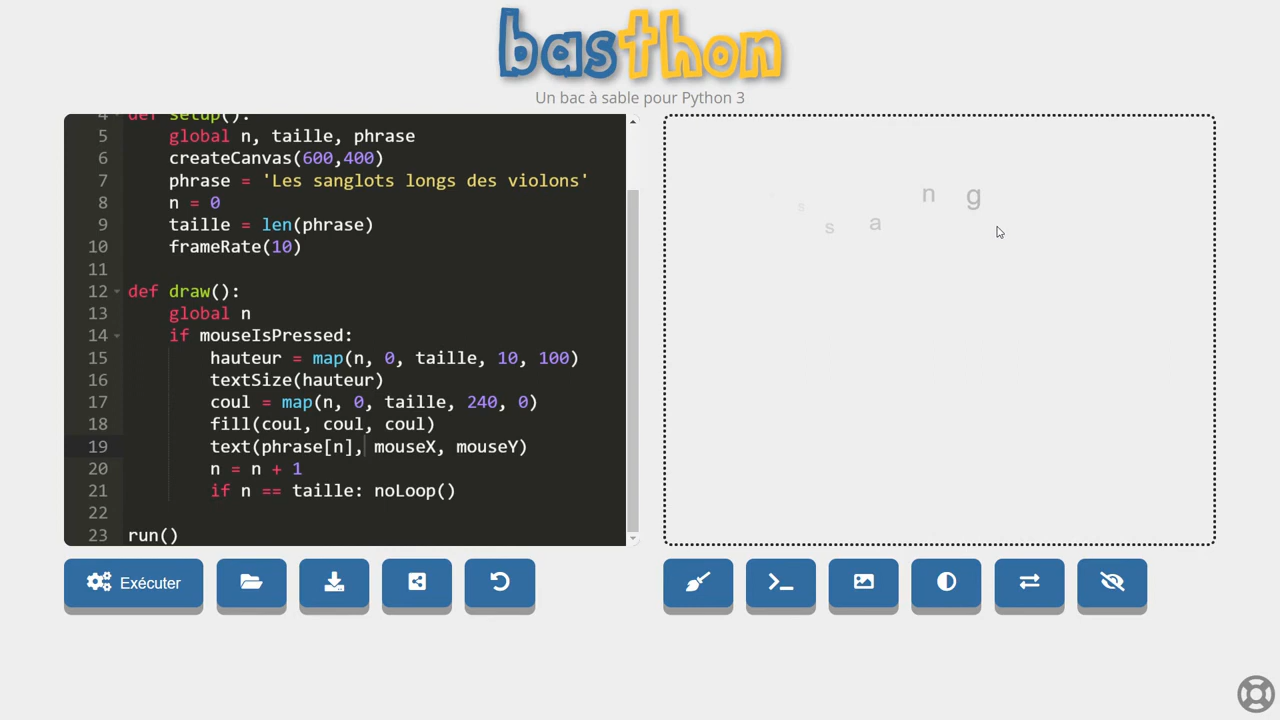 basthon
Un bac à sable pour Python 3
4 def setup():
5 global n, taille, phrase
6 createCanvas(600,400)
7 phrase = 'Les sanglots longs des violons'
8 n = 0
9 taille = len(phrase)
10 frameRate(10)
11
12 def draw():
13 global n
14 if mouseIsPressed:
15 hauteur = map(n, 0, taille, 10, 100)
16 textSize(hauteur)
17 coul = map(n, 0, taille, 240, 0)
18 fill(coul, coul, coul)
19 text(phrase[n], mouseX, mouseY)
20 n = n + 1
21 if n == taille: noLoop()
22
23 run()
s s a n g
Exécuter